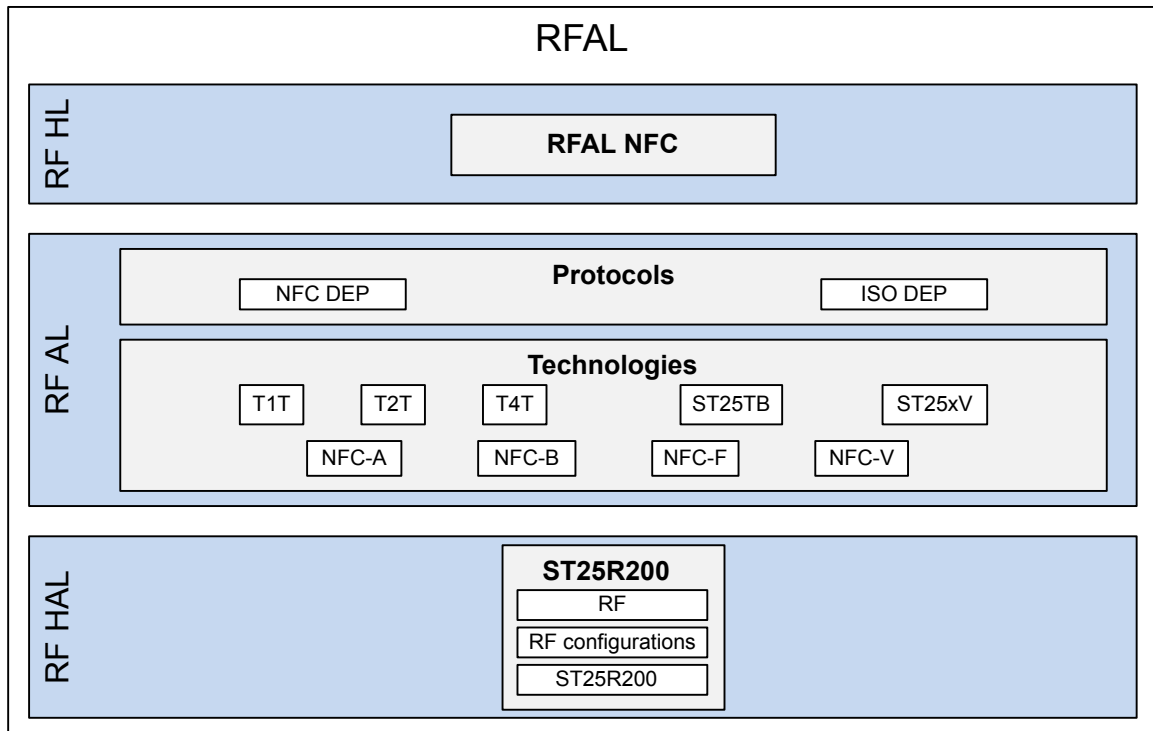 RFAL
RF HL
RFAL NFC
RF AL
Protocols
NFC DEP
ISO DEP
Technologies
T1T
T2T
T4T
ST25TB
ST25xV
NFC-A
NFC-B
NFC-F
NFC-V
RF HAL
ST25R200
RF
RF configurations
ST25R200